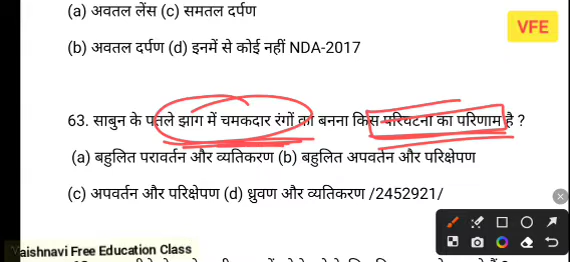 (a) अवतल लेंस (c) समतल दर्पण
VFE
(b) अवतल दर्पण (d) इनमें से कोई नहीं NDA-2017
63. साबुन के पतले झाग में चमकदार रंगों का बनना किस परिघटना का परिणाम है ?
(a) बहुलित परावर्तन और व्यतिकरण (b) बहुलित अपवर्तन और परिक्षेपण
(c) अपवर्तन और परिक्षेपण (d) ध्रुवण और व्यतिकरण /2452921/
Vaishnavi Free Education Class